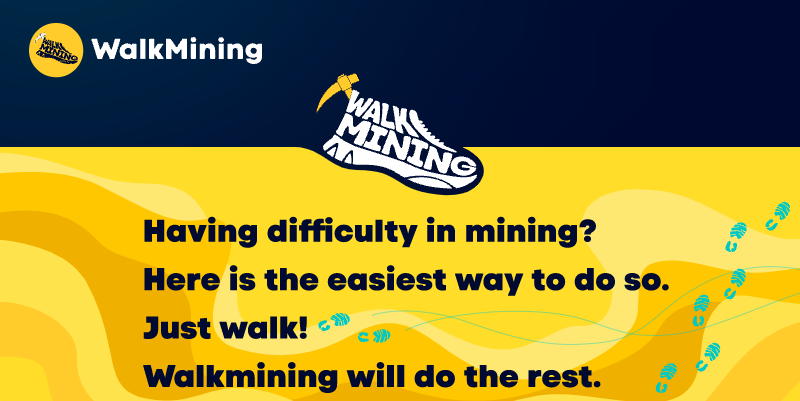 WalkMining
WALK
MINING
Having difficulty in mining?
Here is the easiest way to do so.
Just walk!
Walkmining will do the rest.